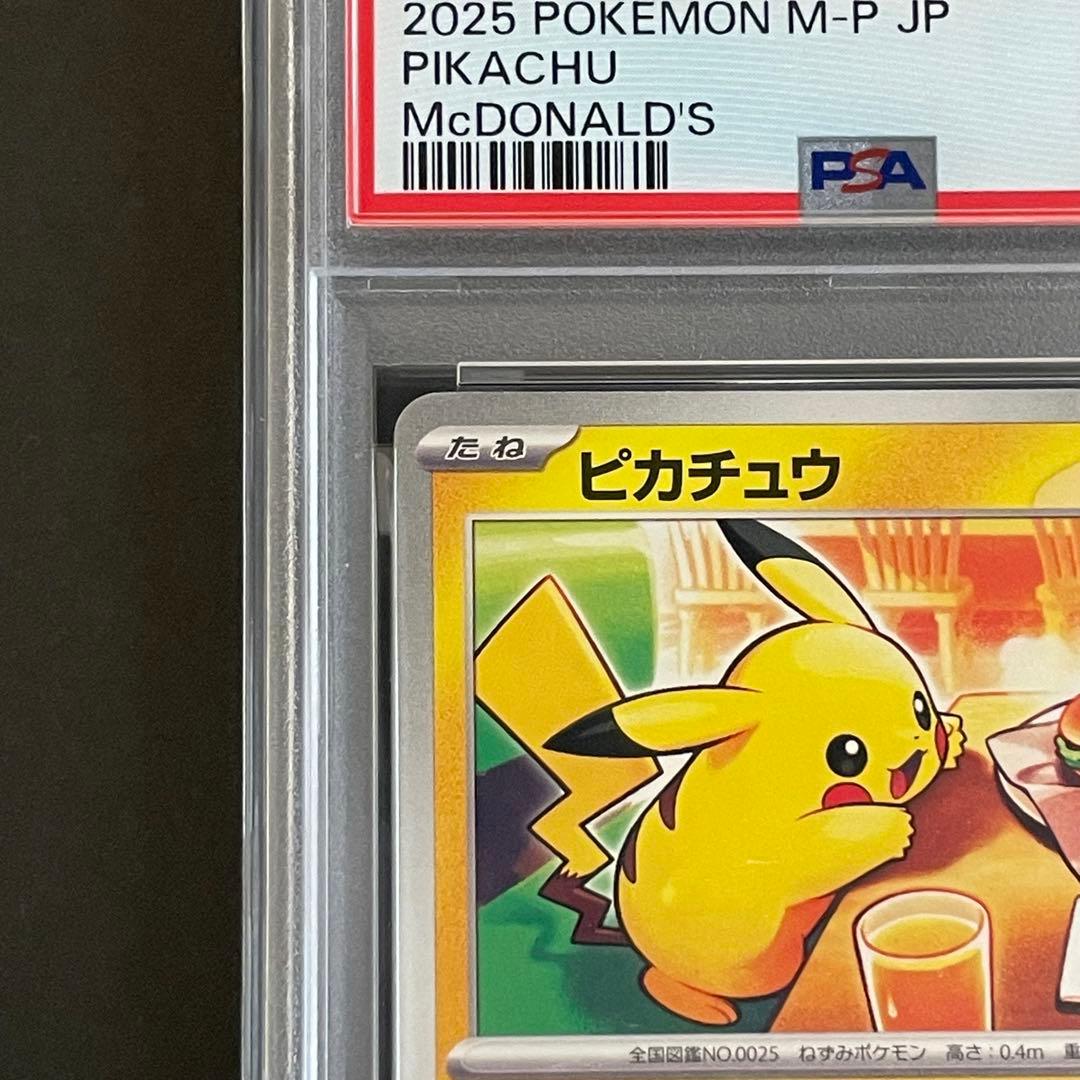 2025 POKEMON M-P JP
PIKACHU
McDONALD'S
PSA
たね
ピカチュウ
全国図鑑NO.0025 ねずみポケモン 高さ:0.4m 重